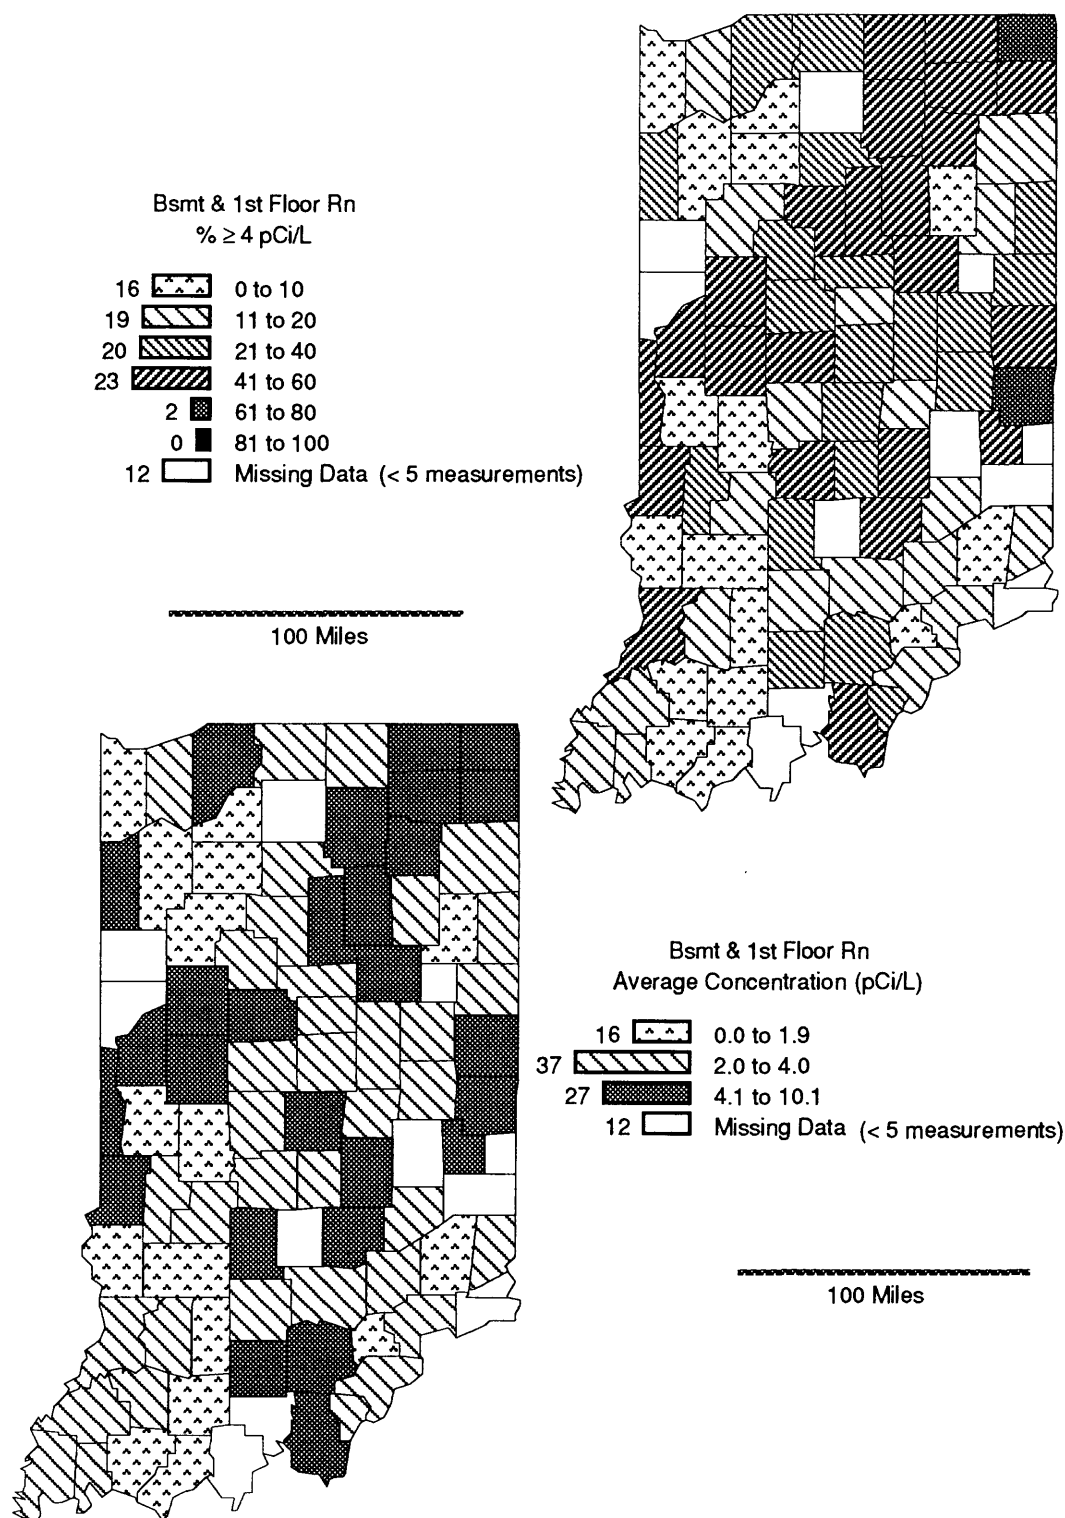 Bsmt & 1st Floor Rn
% ≥ 4 pCi/L
16 0 to 10
19 11 to 20
20 21 to 40
23 41 to 60
2 61 to 80
0 81 to 100
12 Missing Data (< 5 measurements)
100 Miles
Bsmt & 1st Floor Rn
Average Concentration (pCi/L)
16 0.0 to 1.9
37 2.0 to 4.0
27 4.1 to 10.1
12 Missing Data (< 5 measurements)
100 Miles